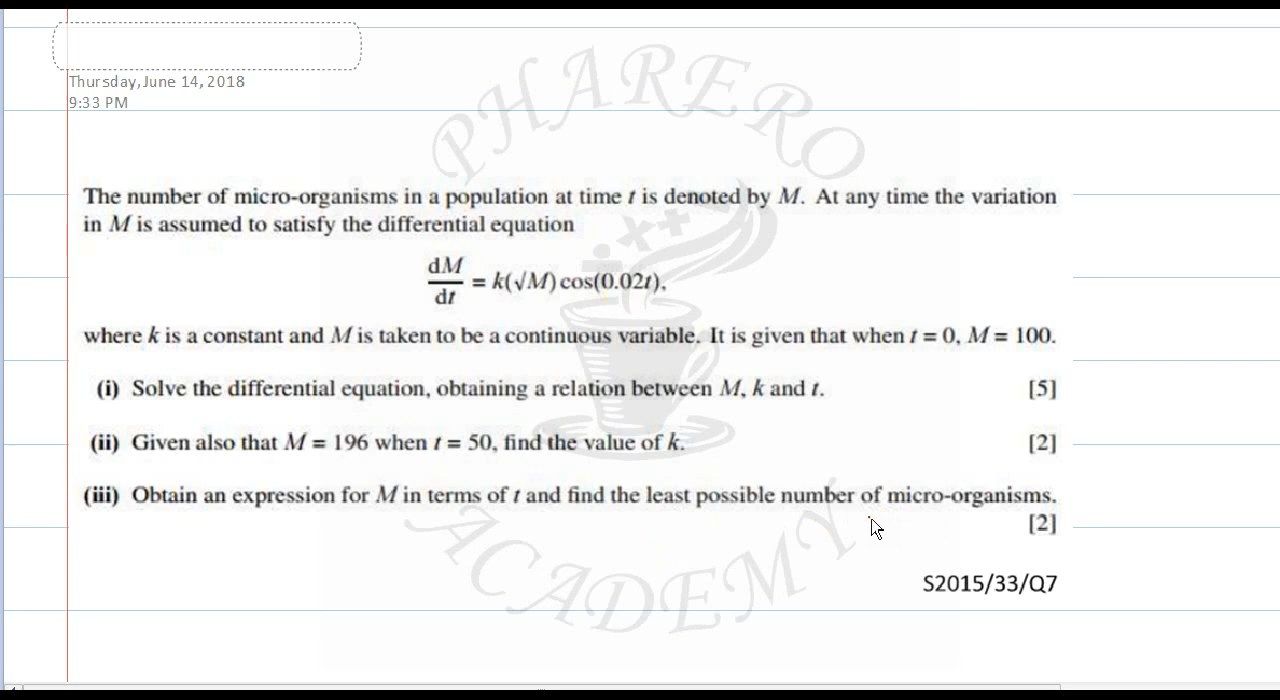 Thursday, June 14, 2018
9:33 PM
PHARERO
The number of micro-organisms in a population at time t is denoted by M. At any time the variation
in M is assumed to satisfy the differential equation
dM/dt = k(√M) cos(0.02t),
where k is a constant and M is taken to be a continuous variable. It is given that when t = 0, M = 100.
(i) Solve the differential equation, obtaining a relation between M, k and t. [5]
(ii) Given also that M = 196 when t = 50, find the value of k. [2]
(iii) Obtain an expression for M in terms of t and find the least possible number of micro-organisms.
[2]
ACADEMY
S2015/33/Q7